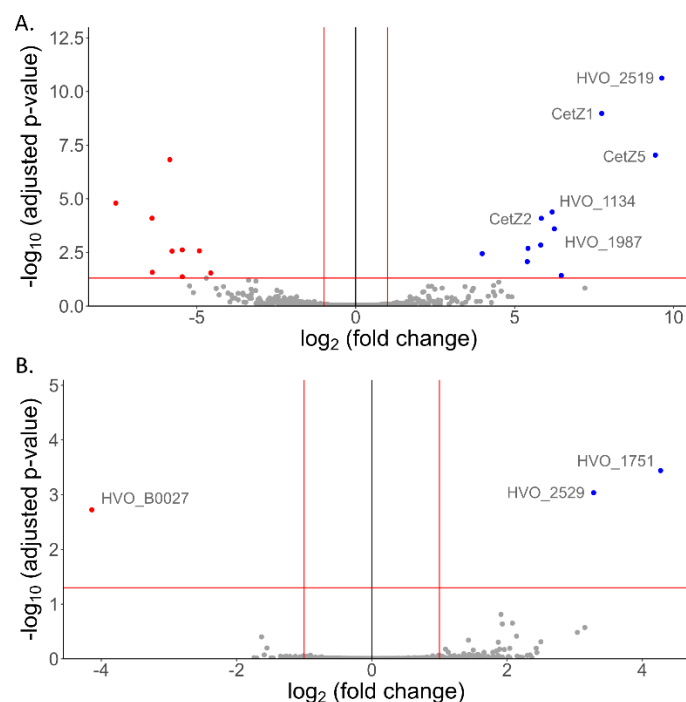 A.
12.5
10.0
7.5
5.0
2.5
0.0
-log₁₀ (adjusted p-value)
HVO_2519
CetZ1
CetZ5
HVO_1134
CetZ2
HVO_1987
-5
0
5
10
log₂ (fold change)
B.
5
4
3
2
1
0
-log₁₀ (adjusted p-value)
HVO_1751
HVO_2529
HVO_B0027
-4
-2
0
2
4
log₂ (fold change)